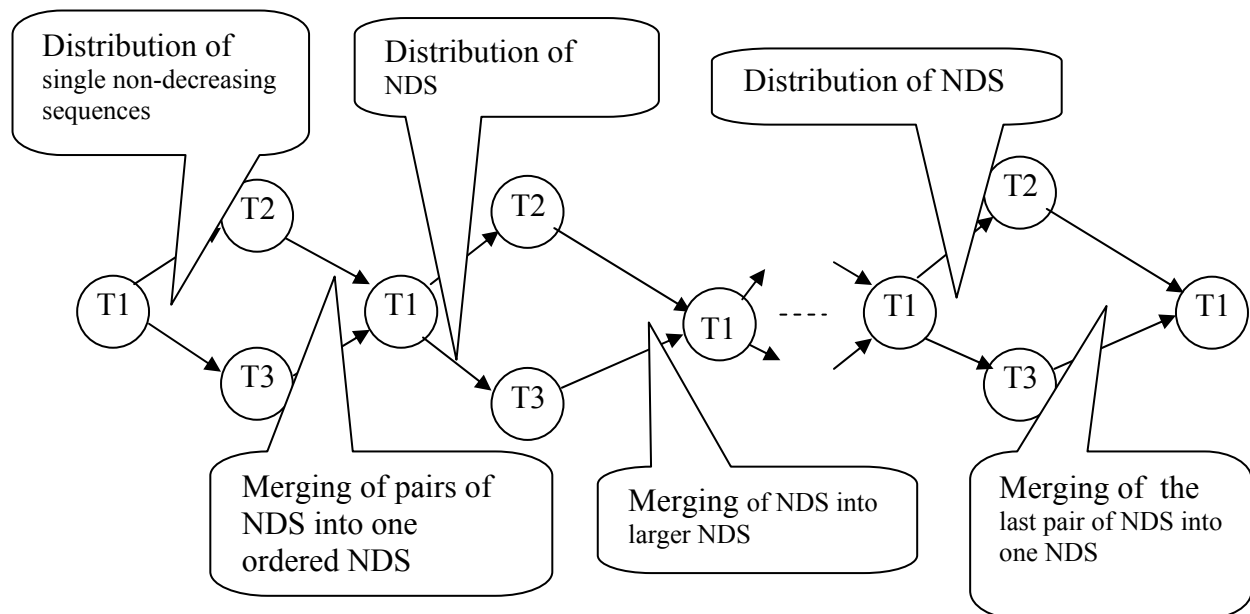 Distribution of
single non-decreasing
sequences
Distribution of
NDS
Distribution of NDS
T2
T2
T2
T1
T1
T1
T1
T1
T3
T3
T3
----
Merging of pairs of
NDS into one
ordered NDS
Merging of NDS into
larger NDS
Merging of the
last pair of NDS into
one NDS